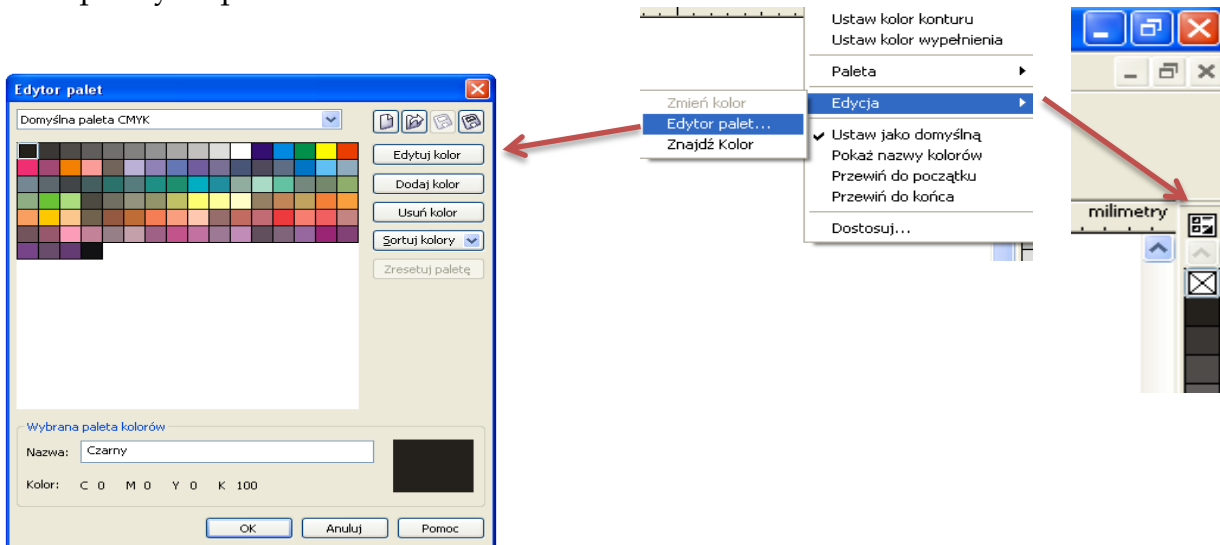 Edytor palet
Domyślna paleta CMYK
Edytuj kolor
Dodaj kolor
Usuń kolor
Sortuj kolory
Zresetuj paletę
Wybrana paleta kolorów
Nazwa: Czarny
Kolor: C 0 M 0 Y 0 K 100
OK Anuluj Pomoc
Zmień kolor
Edytor palet...
Znajdź Kolor
Ustaw kolor konturu
Ustaw kolor wypełnienia
Paleta
Edycja
Ustaw jako domyślną
Pokaż nazwy kolorów
Przewiń do początku
Przewiń do końca
Dostosuj...
milimetry